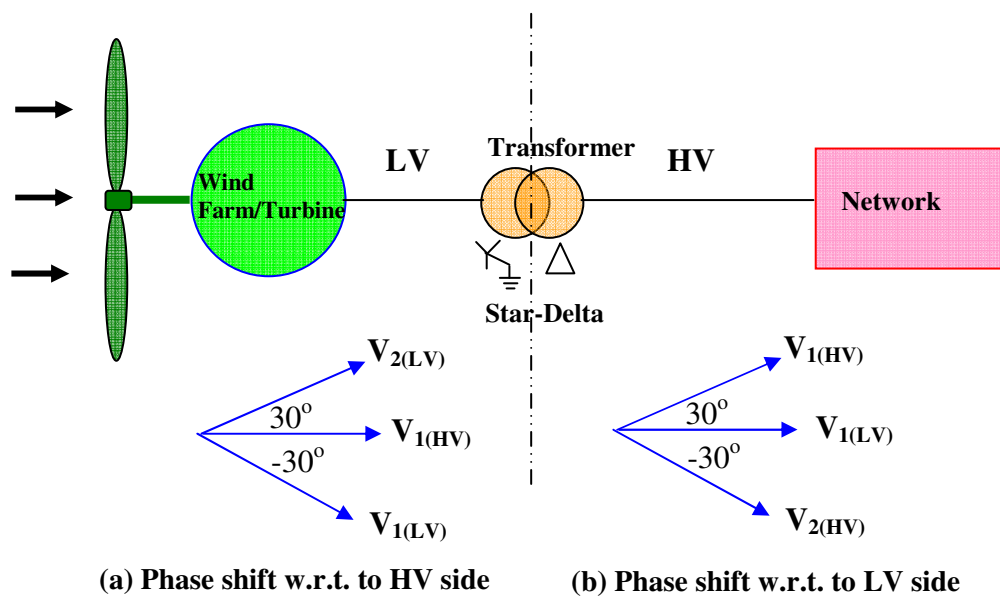 LV
Transformer
HV
Wind
Farm/Turbine
Network
Star-Delta
V2(LV)
30o
V1(HV)
-30o
V1(LV)
V1(HV)
30o
V1(LV)
-30o
V2(HV)
(a) Phase shift w.r.t. to HV side
(b) Phase shift w.r.t. to LV side